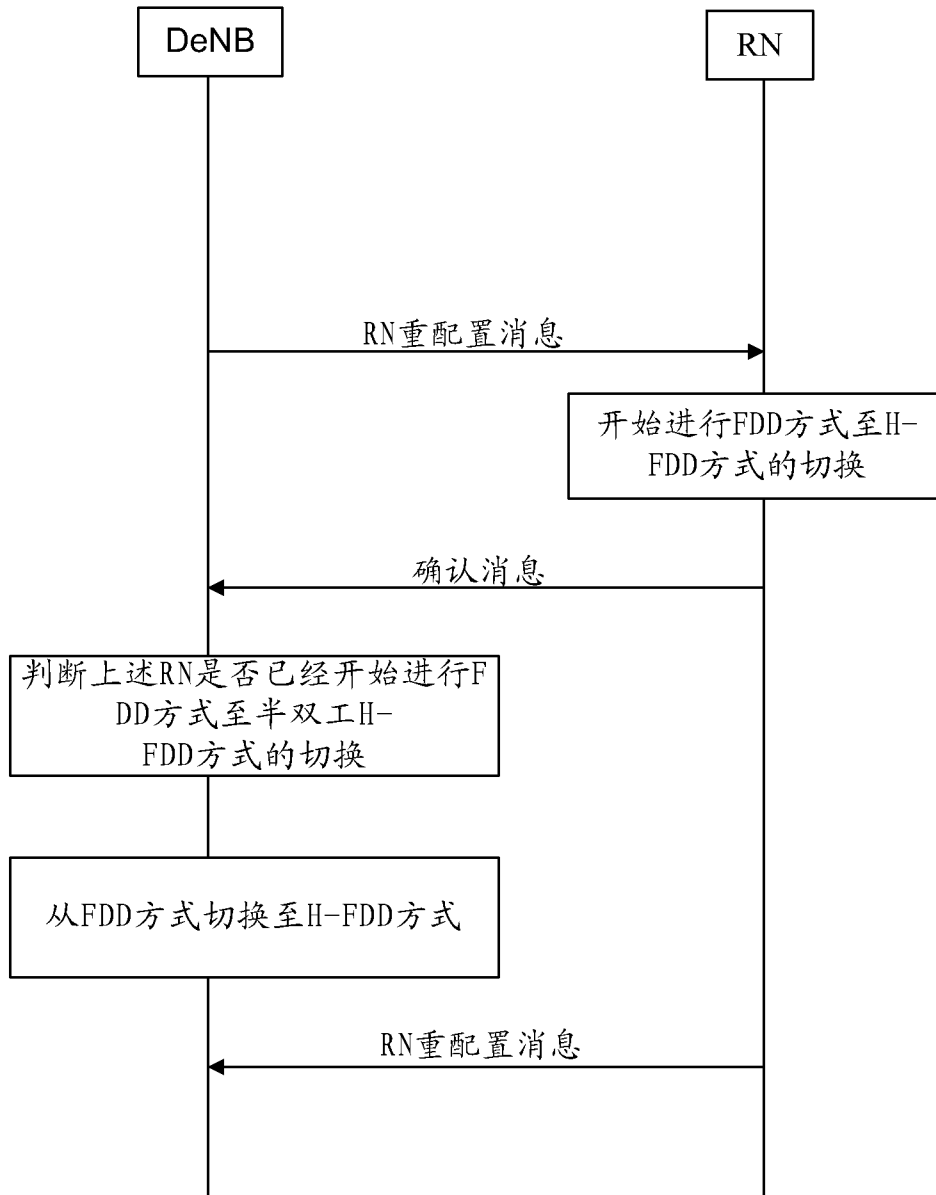 DeNB
RN
RN重配置消息
开始进行FDD方式至H-
FDD方式的切换
确认消息
判断上述RN是否已经开始进行F
DD方式至半双工H-
FDD方式的切换
从FDD方式切换至H-FDD方式
RN重配置消息